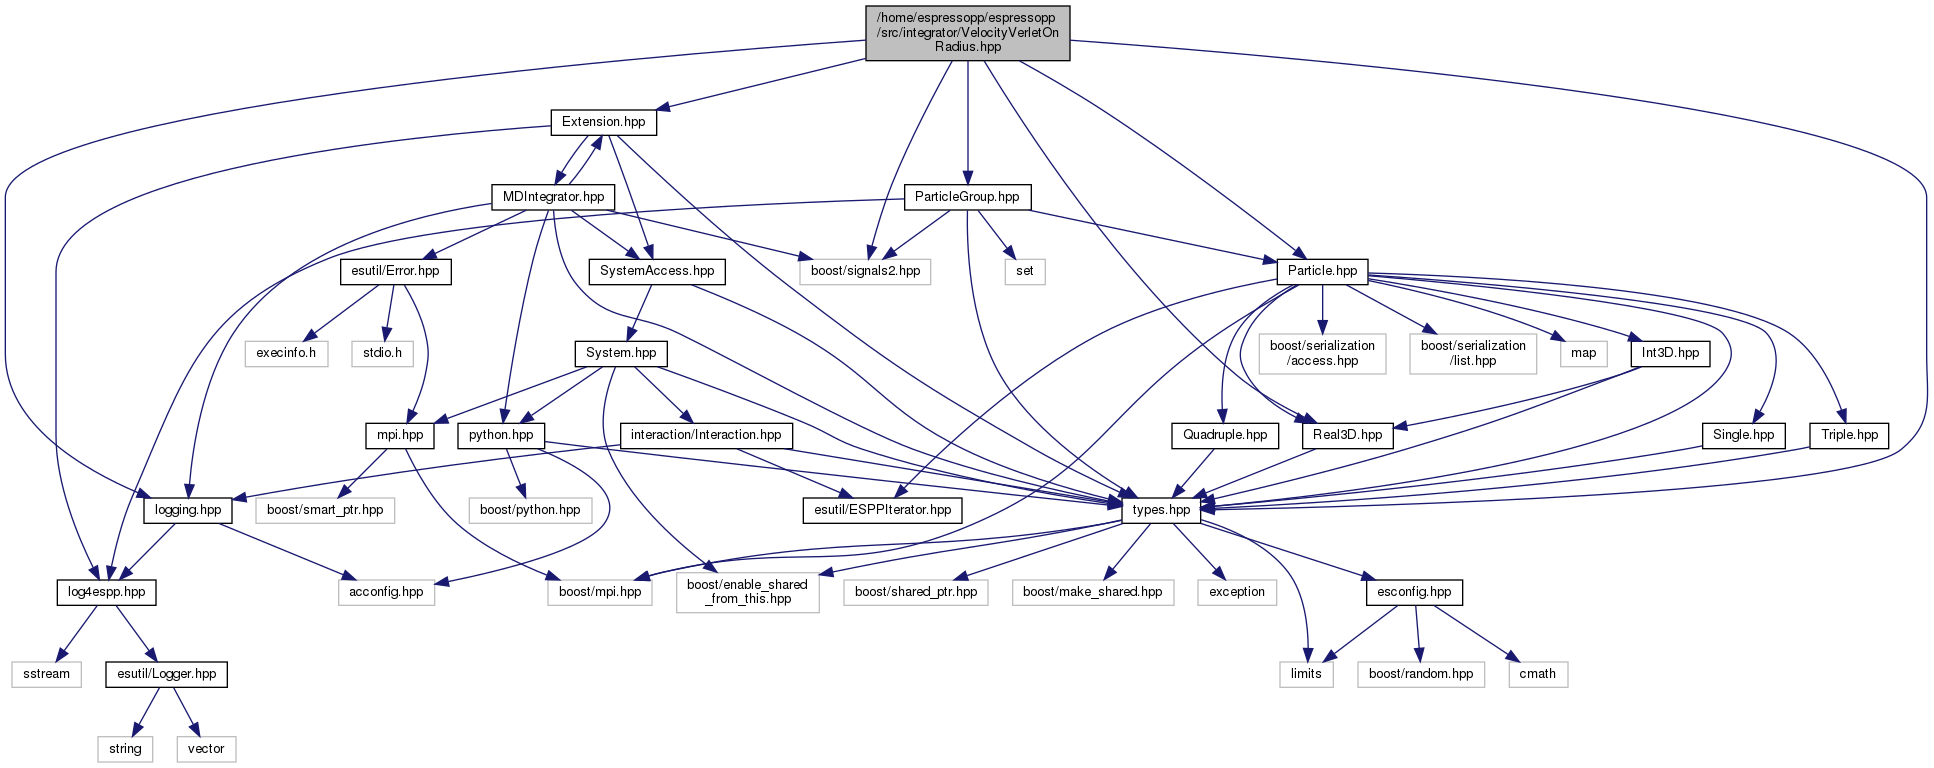 /home/espressopp/espressopp
/src/integrator/VelocityVerletOn
Radius.hpp
Extension.hpp
MDIntegrator.hpp
ParticleGroup.hpp
esutil/Error.hpp
SystemAccess.hpp
boost/signals2.hpp
set
Particle.hpp
execinfo.h
stdio.h
System.hpp
boost/serialization
/access.hpp
boost/serialization
/list.hpp
map
Int3D.hpp
mpi.hpp
python.hpp
interaction/Interaction.hpp
Quadruple.hpp
Real3D.hpp
Single.hpp
Triple.hpp
logging.hpp
boost/smart_ptr.hpp
boost/python.hpp
esutil/ESPPIterator.hpp
types.hpp
log4espp.hpp
acconfig.hpp
boost/mpi.hpp
boost/enable_shared
_from_this.hpp
boost/shared_ptr.hpp
boost/make_shared.hpp
exception
esconfig.hpp
sstream
esutil/Logger.hpp
limits
boost/random.hpp
cmath
string
vector